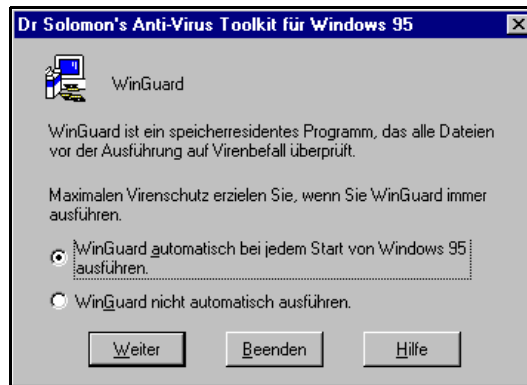 Dr Solomon's Anti-Virus Toolkit für Windows 95
WinGuard
WinGuard ist ein speicherresidentes Programm, das alle Dateien
vor der Ausführung auf Virenbefall überprüft.
Maximalen Virenschutz erzielen Sie, wenn Sie WinGuard immer
ausführen.
WinGuard automatisch bei jedem Start von Windows 95
ausführen.
WinGuard nicht automatisch ausführen.
Weiter
Beenden
Hilfe